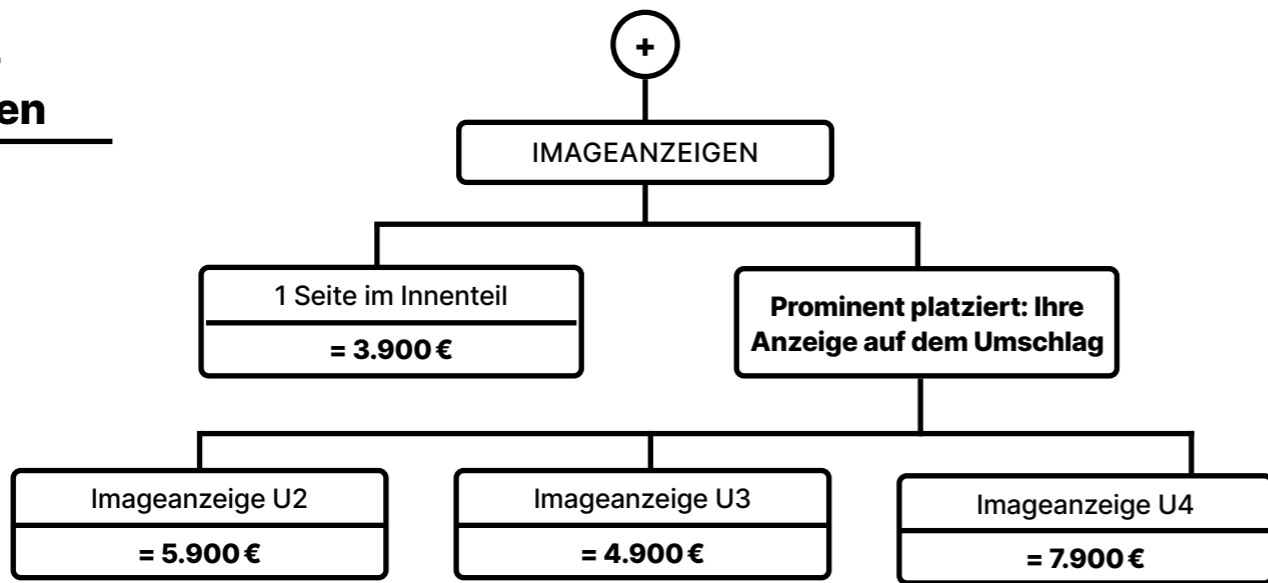 en
+
IMAGEANZEIGEN
1 Seite im Innenteil
= 3.900 €
Prominent platziert: Ihre
Anzeige auf dem Umschlag
Imageanzeige U2
= 5.900 €
Imageanzeige U3
= 4.900 €
Imageanzeige U4
= 7.900 €